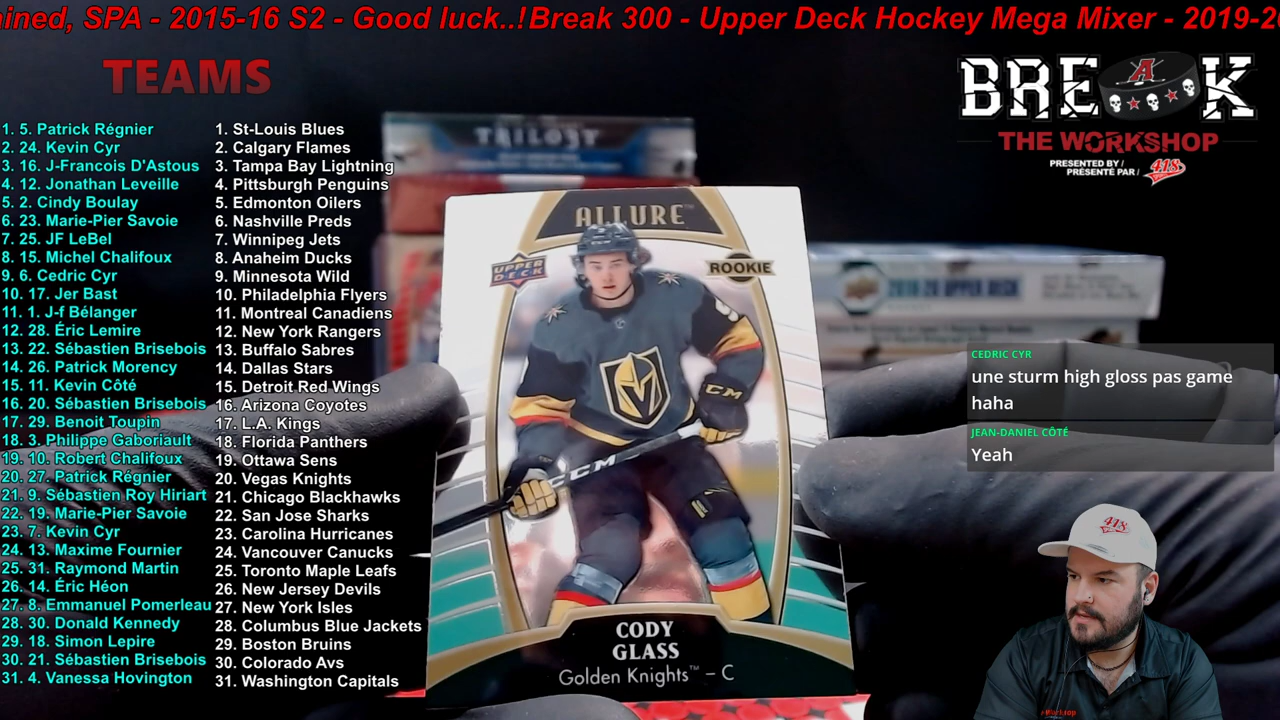 ined, SPA - 2015-16 S2 - Good luck..! Break 300 - Upper Deck Hockey Mega Mixer - 2019-20
TEAMS
1. 5. Patrick Régnier
2. 24. Kevin Cyr
3. 16. J-Francois D'Astous
4. 12. Jonathan Leveille
5. 2. Cindy Boulay
6. 23. Marie-Pier Savoie
7. 25. JF LeBel
8. 15. Michel Chalifoux
9. 6. Cedric Cyr
10. 17. Jer Bast
11. 1. J-f Bélanger
12. 28. Éric Lemire
13. 22. Sébastien Brisebois
14. 26. Patrick Morency
15. 11. Kevin Côté
16. 20. Sébastien Brisebois
17. 29. Benoit Toupin
18. 3. Philippe Gaboriault
19. 10. Robert Chalifoux
20. 27. Patrick Régnier
21. 9. Sébastien Roy Hiriart
22. 19. Marie-Pier Savoie
23. 7. Kevin Cyr
24. 13. Maxime Fournier
25. 31. Raymond Martin
26. 14. Éric Héon
27. 8. Emmanuel Pomerleau
28. 30. Donald Kennedy
29. 18. Simon Lepire
30. 21. Sébastien Brisebois
31. 4. Vanessa Hovington
1. St-Louis Blues
2. Calgary Flames
3. Tampa Bay Lightning
4. Pittsburgh Penguins
5. Edmonton Oilers
6. Nashville Preds
7. Winnipeg Jets
8. Anaheim Ducks
9. Minnesota Wild
10. Philadelphia Flyers
11. Montreal Canadiens
12. New York Rangers
13. Buffalo Sabres
14. Dallas Stars
15. Detroit Red Wings
16. Arizona Coyotes
17. L.A. Kings
18. Florida Panthers
19. Ottawa Sens
20. Vegas Knights
21. Chicago Blackhawks
22. San Jose Sharks
23. Carolina Hurricanes
24. Vancouver Canucks
25. Toronto Maple Leafs
26. New Jersey Devils
27. New York Isles
28. Columbus Blue Jackets
29. Boston Bruins
30. Colorado Avs
31. Washington Capitals
TRILOGY
ALLURE™
UPPER DECK
ROOKIE
CCM
CCM
CODY
GLASS
Golden Knights™ – C
UPPER DECK
BREAK
THE WORKSHOP
PRESENTED BY /
PRÉSENTÉ PAR /
418
CEDRIC CYR
une sturm high gloss pas game
haha
JEAN-DANIEL CÔTÉ
Yeah
418